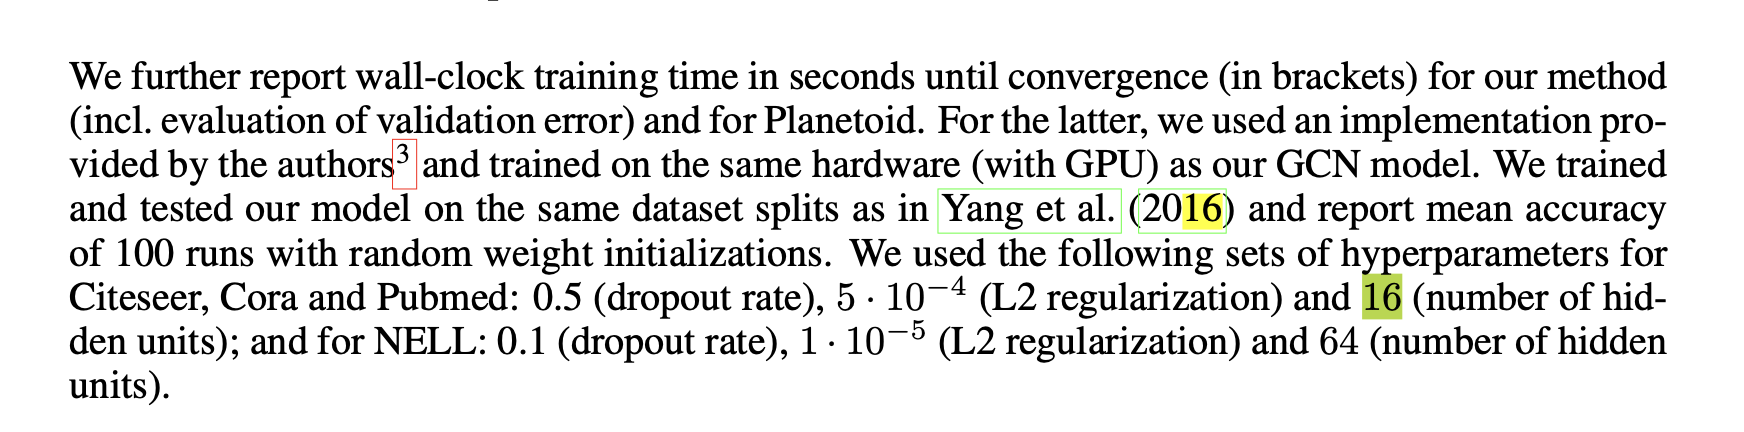 We further report wall-clock training time in seconds until convergence (in brackets) for our method
(incl. evaluation of validation error) and for Planetoid. For the latter, we used an implementation pro-
vided by the authors³ and trained on the same hardware (with GPU) as our GCN model. We trained
and tested our model on the same dataset splits as in Yang et al. (2016) and report mean accuracy
of 100 runs with random weight initializations. We used the following sets of hyperparameters for
Citeseer, Cora and Pubmed: 0.5 (dropout rate), 5 · 10⁻⁴ (L2 regularization) and 16 (number of hid-
den units); and for NELL: 0.1 (dropout rate), 1 · 10⁻⁵ (L2 regularization) and 64 (number of hidden
units).